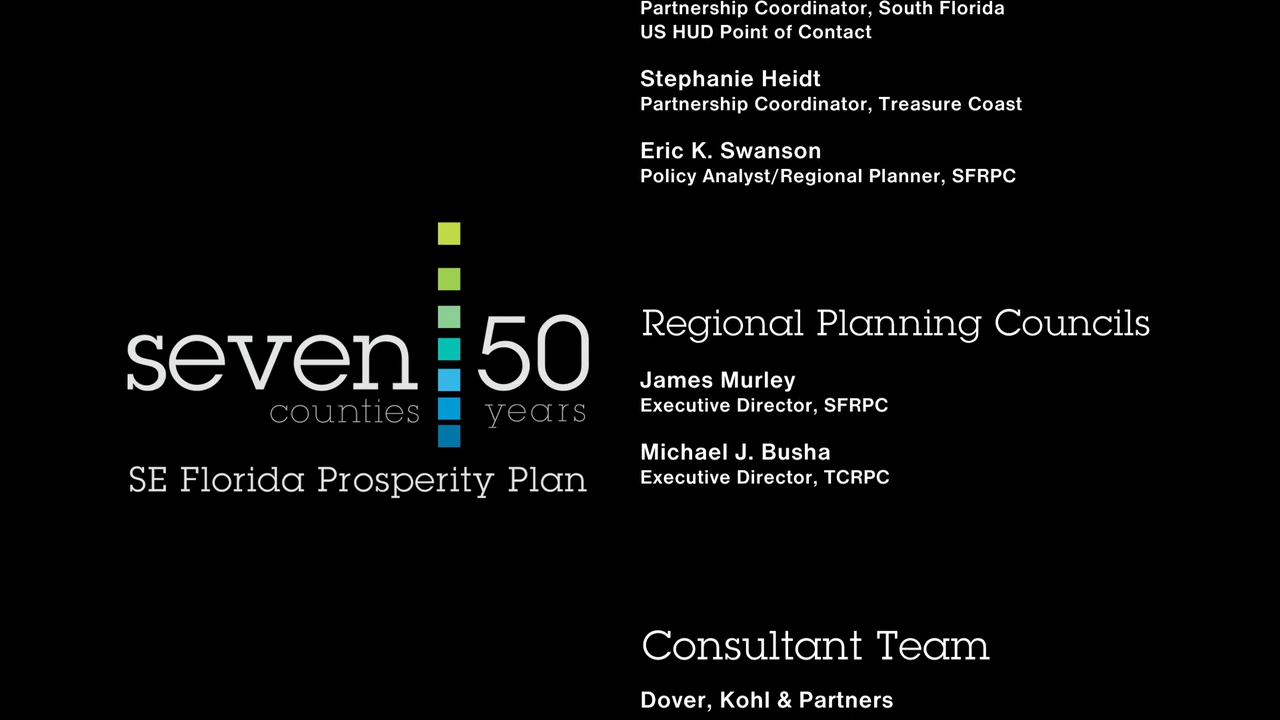 seven 50
counties years
SE Florida Prosperity Plan
Partnership Coordinator, South Florida
US HUD Point of Contact
Stephanie Heidt
Partnership Coordinator, Treasure Coast
Eric K. Swanson
Policy Analyst/Regional Planner, SFRPC
Regional Planning Councils
James Murley
Executive Director, SFRPC
Michael J. Busha
Executive Director, TCRPC
Consultant Team
Dover, Kohl & Partners